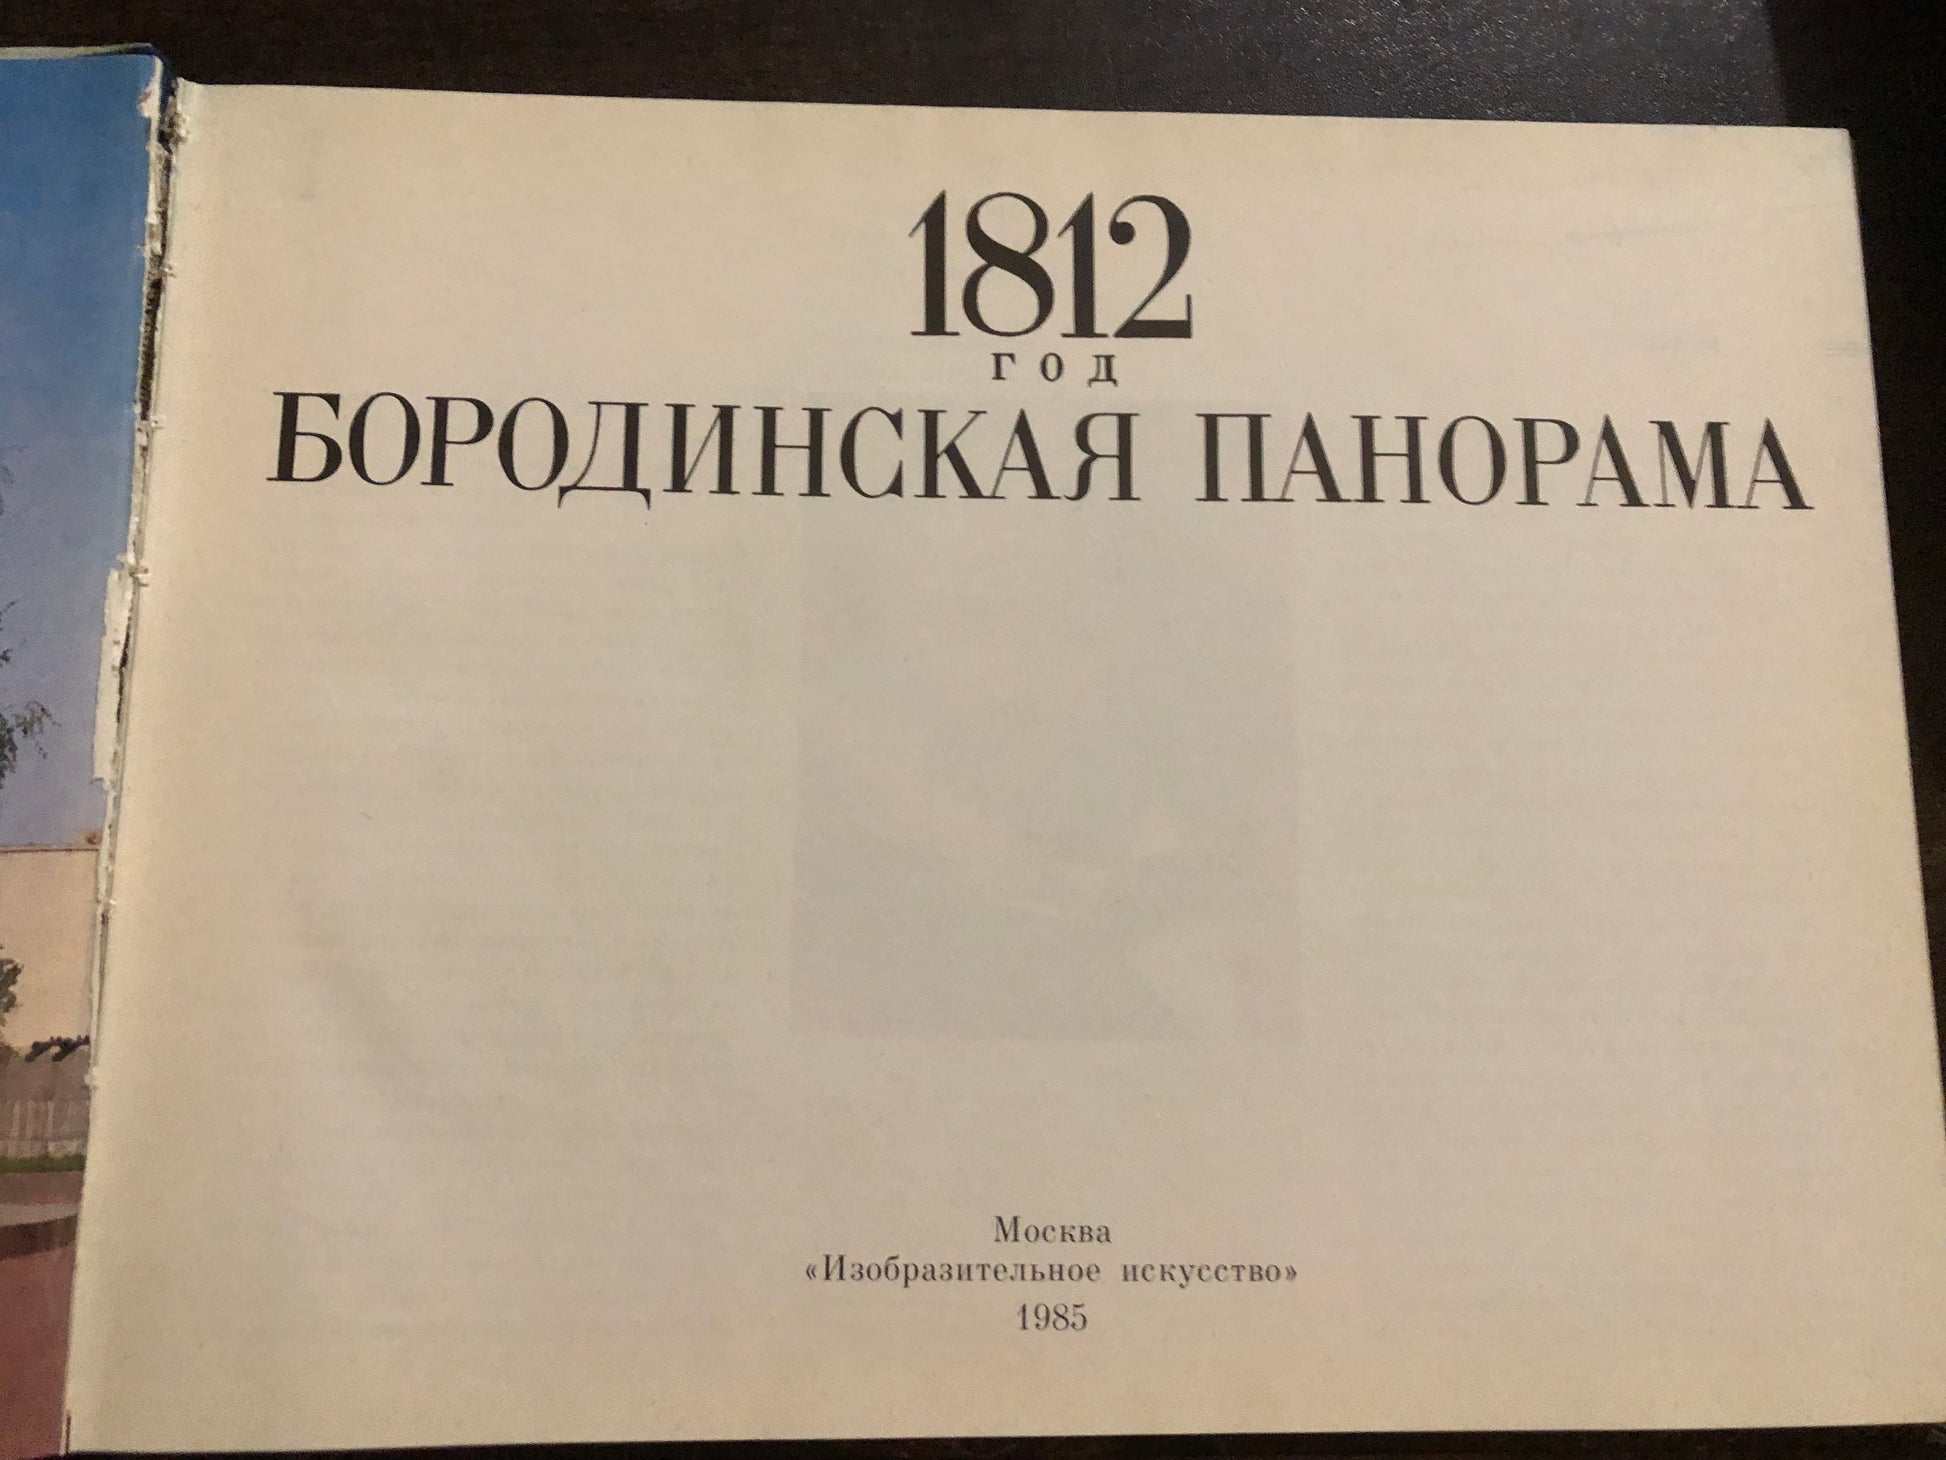 1812
год
БОРОДИНСКАЯ ПАНОРАМА
Москва
«Изобразительное искусство»
1985